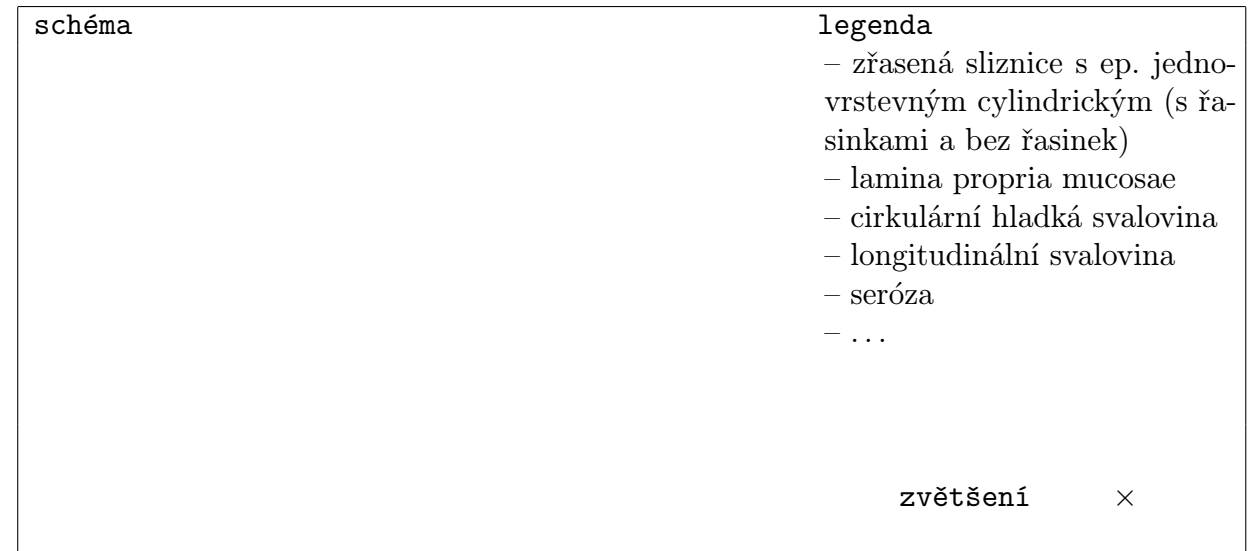 schéma
legenda
– zřasená sliznice s ep. jedno-
vrstevným cylindrickým (s řa-
sinkami a bez řasinek)
– lamina propria mucosae
– cirkulární hladká svalovina
– longitudinální svalovina
– seróza
– . . .
zvětšení ×